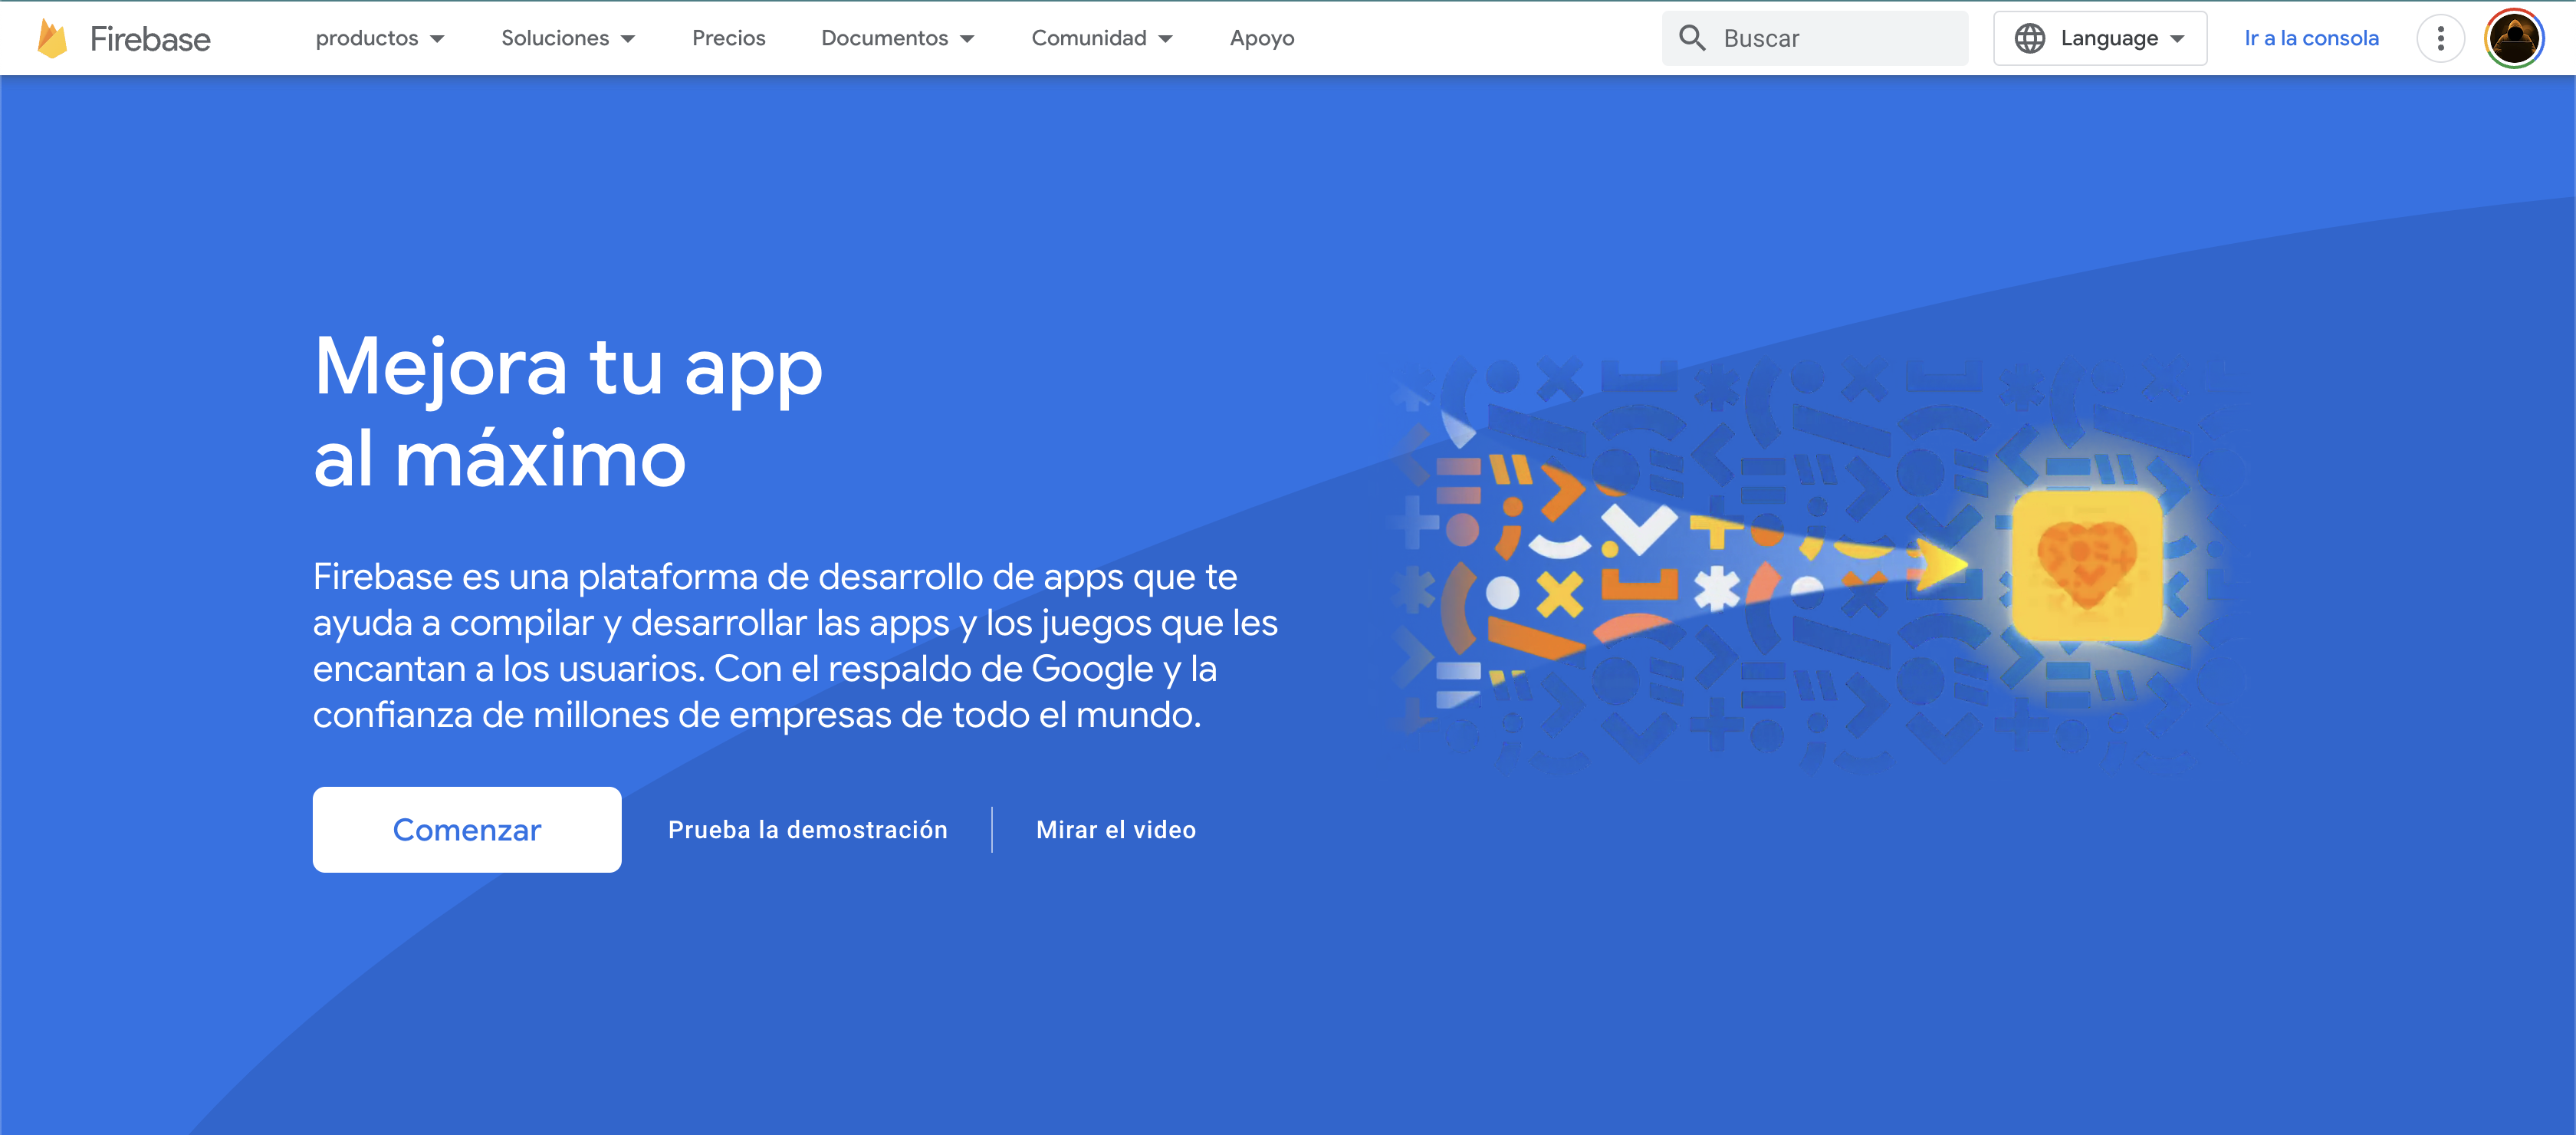 Firebase
productos
Soluciones
Precios
Documentos
Comunidad
Apoyo
Buscar
Language
Ir a la consola
Mejora tu app
al máximo
Firebase es una plataforma de desarrollo de apps que te
ayuda a compilar y desarrollar las apps y los juegos que les
encantan a los usuarios. Con el respaldo de Google y la
confianza de millones de empresas de todo el mundo.
Comenzar
Prueba la demostración
Mirar el video